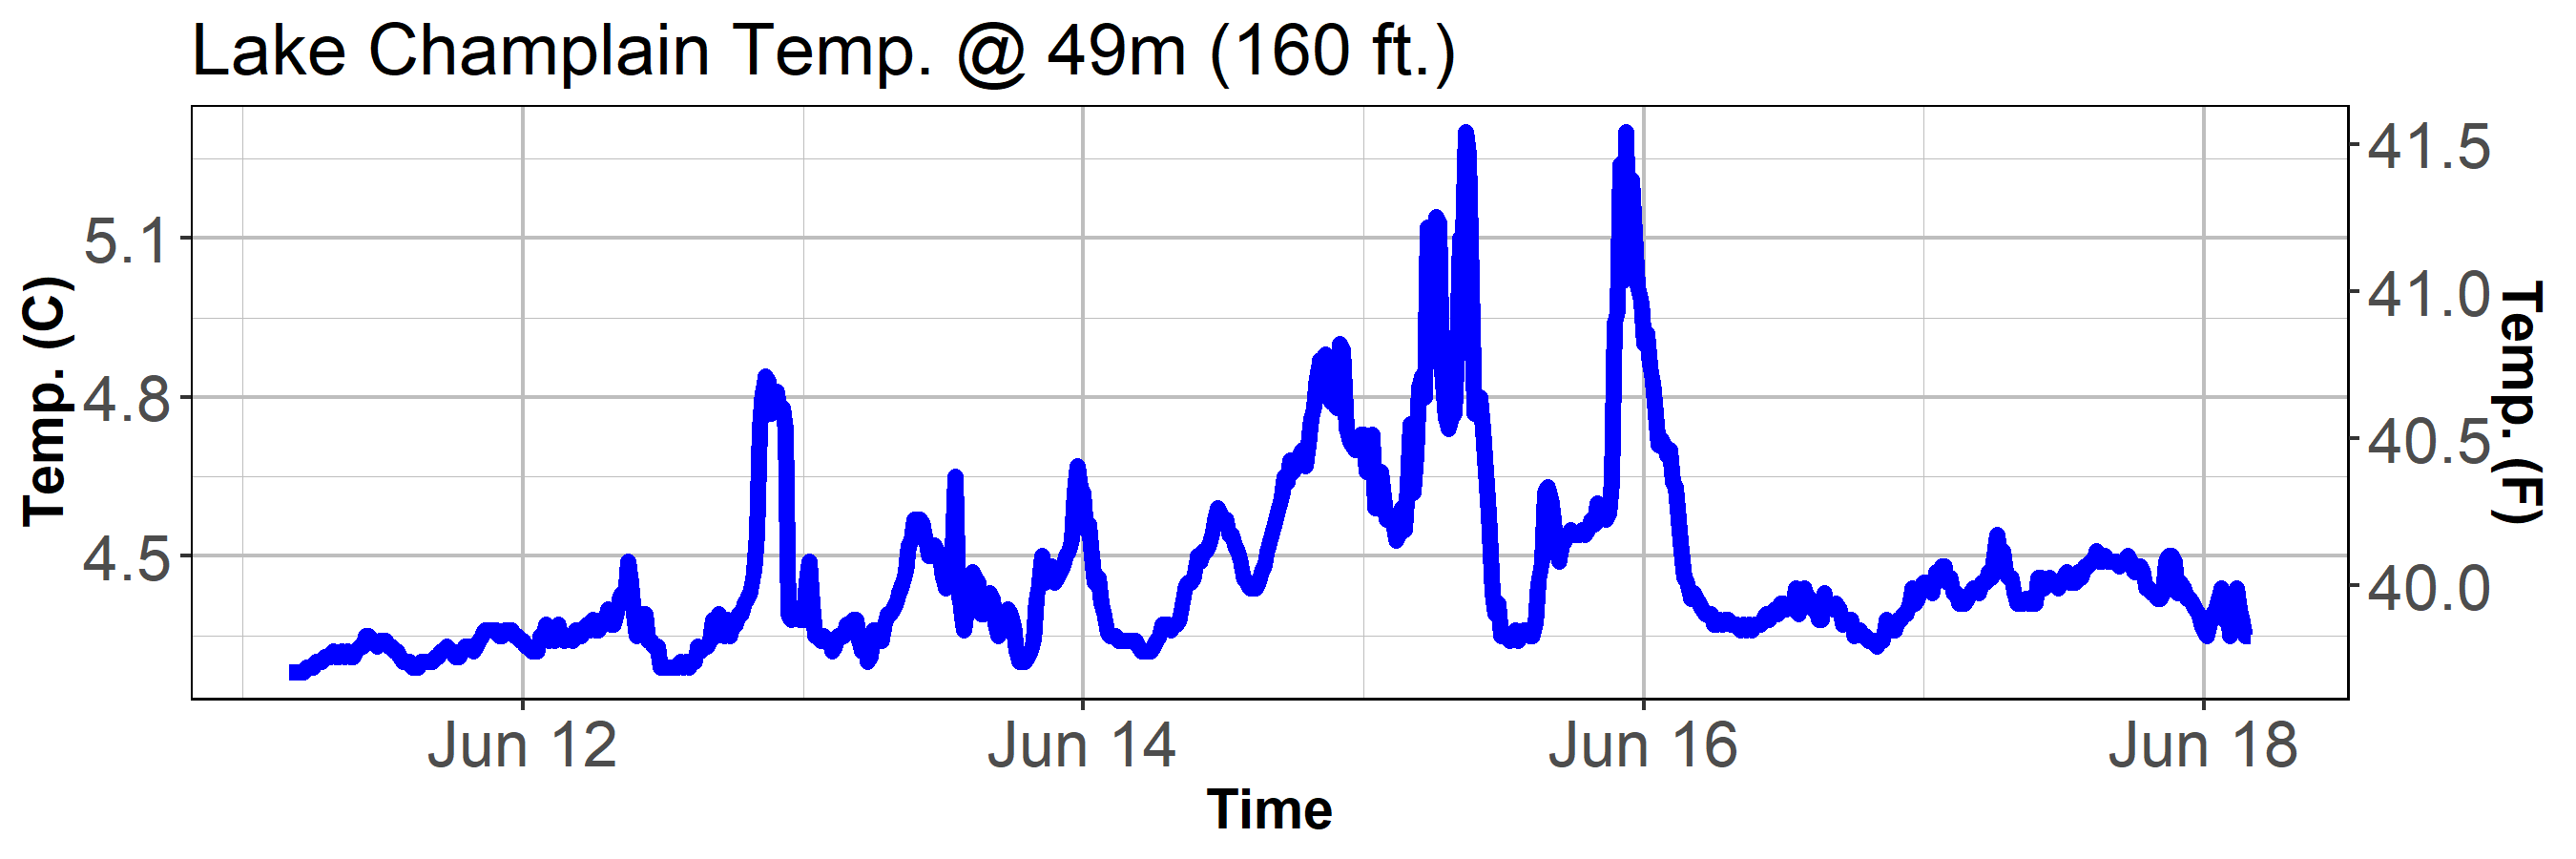 Lake Champlain Temp. @ 49m (160 ft.)
Temp. (C)
5.1
4.8
4.5
41.5
41.0
40.5
40.0
Temp. (F)
Jun 12 Jun 14 Jun 16 Jun 18
Time